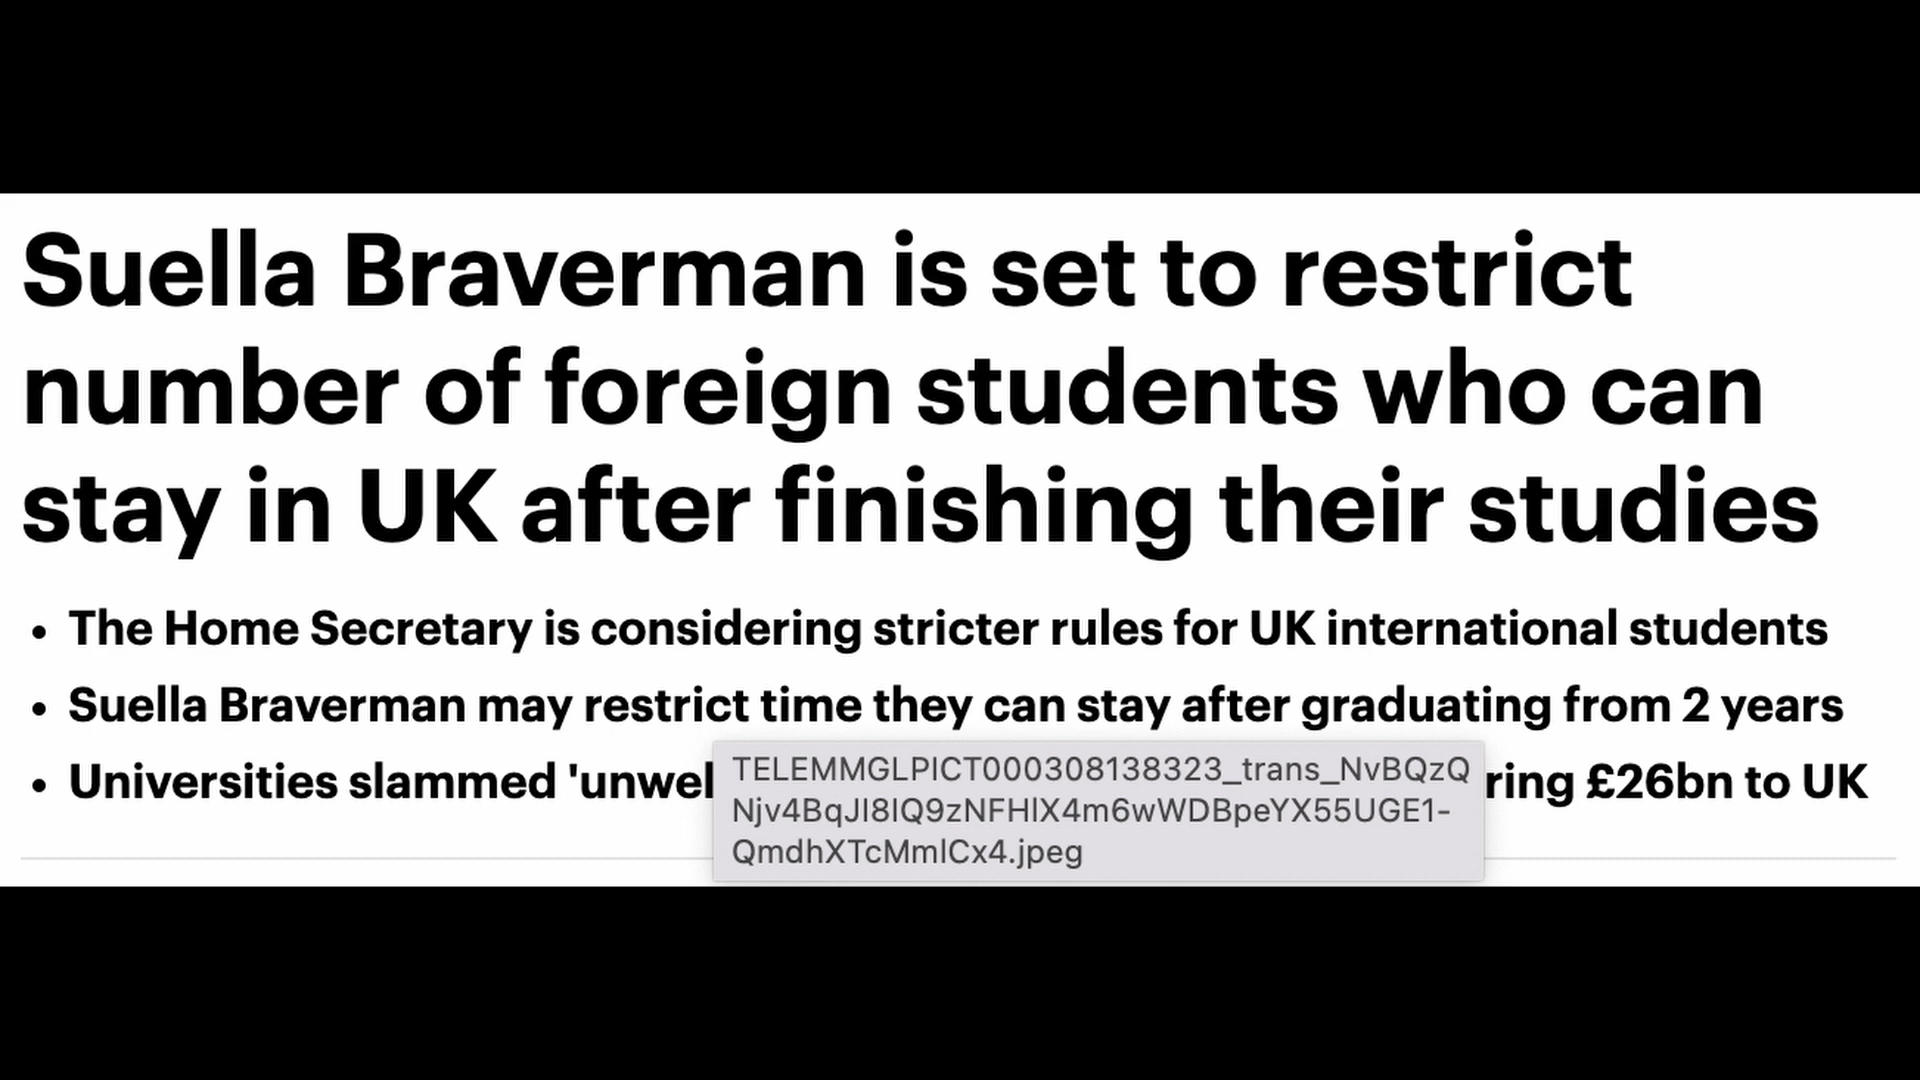 Suella Braverman is set to restrict
number of foreign students who can
stay in UK after finishing their studies
• The Home Secretary is considering stricter rules for UK international students
• Suella Braverman may restrict time they can stay after graduating from 2 years
• Universities slammed 'unwel ring £26bn to UK
TELEMMGLPICT000308138323_trans_NvBQzQ
Njv4BqJl8IQ9zNFHlX4m6wWDBpeYX55UGE1-
QmdhXTcMmlCx4.jpeg